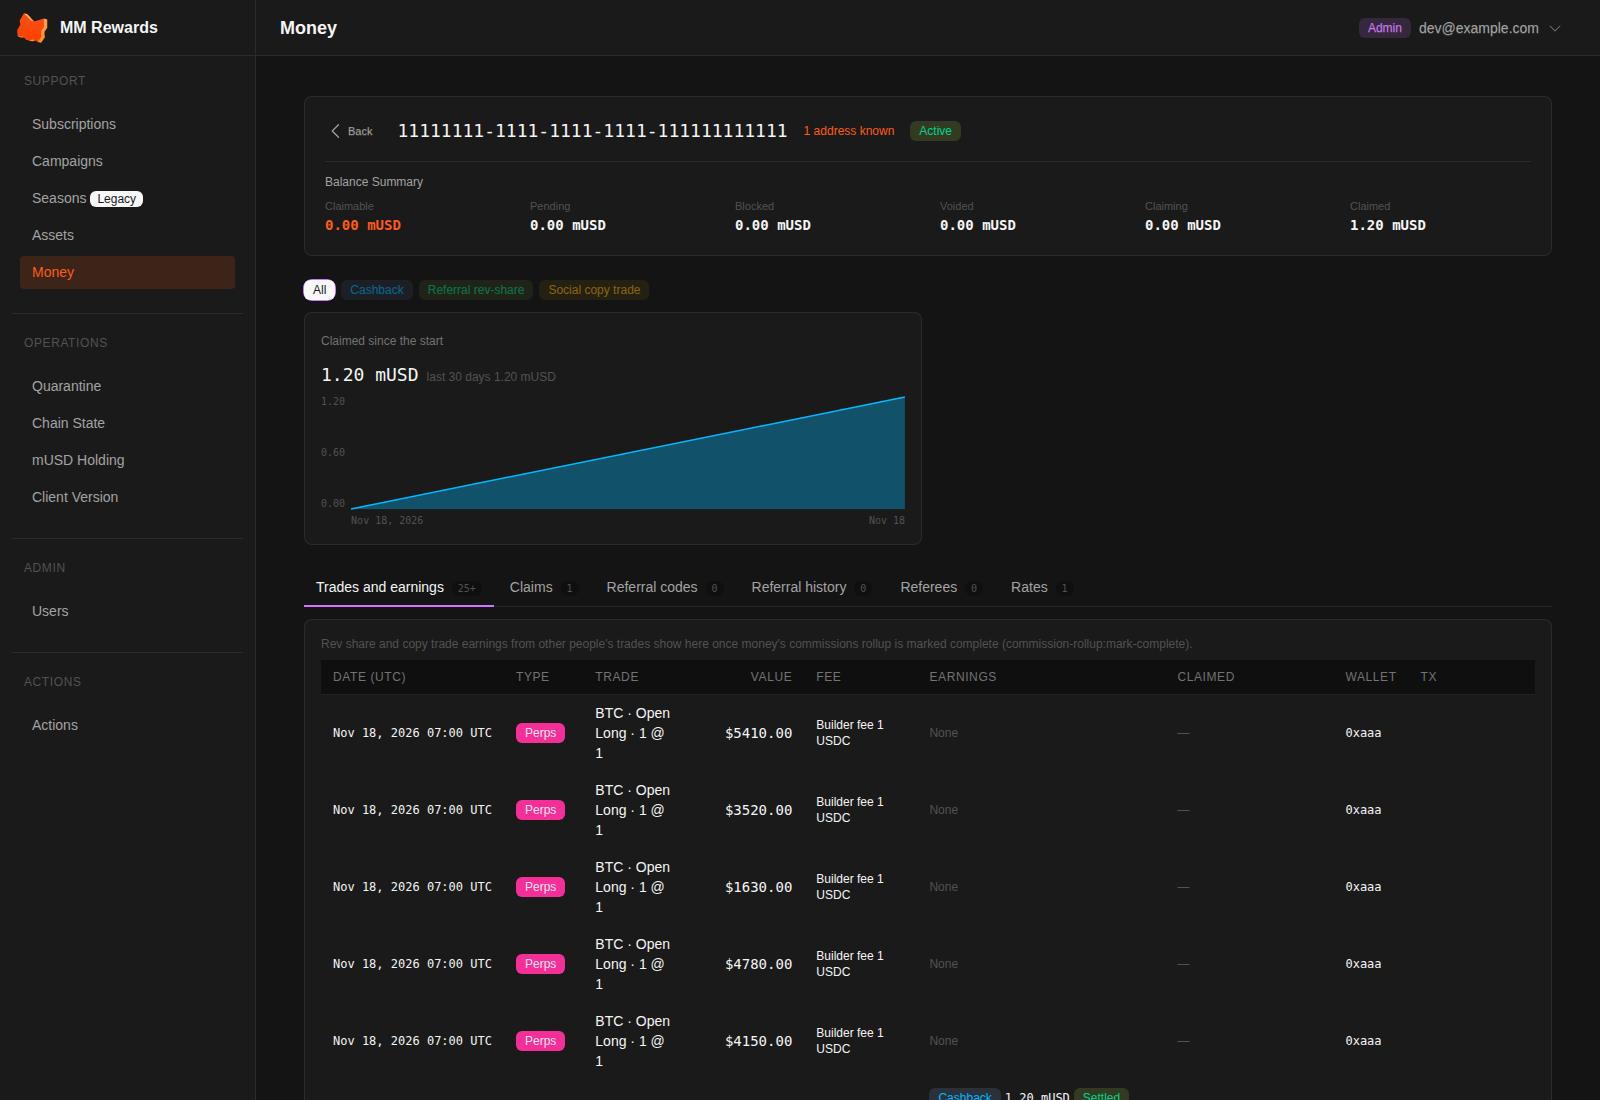 MM Rewards
Money
Admin dev@example.com
SUPPORT
Subscriptions
Campaigns
Seasons Legacy
Assets
Money
OPERATIONS
Quarantine
Chain State
mUSD Holding
Client Version
ADMIN
Users
ACTIONS
Actions
Back 11111111-1111-1111-1111-111111111111 1 address known Active
Balance Summary
Claimable Pending Blocked Voided Claiming Claimed
0.00 mUSD 0.00 mUSD 0.00 mUSD 0.00 mUSD 0.00 mUSD 1.20 mUSD
All Cashback Referral rev-share Social copy trade
Claimed since the start
1.20 mUSD last 30 days 1.20 mUSD
1.20
0.60
0.00
Nov 18, 2026 Nov 18
Trades and earnings 25+ Claims 1 Referral codes 0 Referral history 0 Referees 0 Rates 1
Rev share and copy trade earnings from other people's trades show here once money's commissions rollup is marked complete (commission-rollup:mark-complete).
DATE (UTC) TYPE TRADE VALUE FEE EARNINGS CLAIMED WALLET TX
Nov 18, 2026 07:00 UTC Perps BTC · Open Long · 1 @ 1 $5410.00 Builder fee 1 USDC None — 0xaaa
Nov 18, 2026 07:00 UTC Perps BTC · Open Long · 1 @ 1 $3520.00 Builder fee 1 USDC None — 0xaaa
Nov 18, 2026 07:00 UTC Perps BTC · Open Long · 1 @ 1 $1630.00 Builder fee 1 USDC None — 0xaaa
Nov 18, 2026 07:00 UTC Perps BTC · Open Long · 1 @ 1 $4780.00 Builder fee 1 USDC None — 0xaaa
Nov 18, 2026 07:00 UTC Perps BTC · Open Long · 1 @ 1 $4150.00 Builder fee 1 USDC None — 0xaaa
Cashback 1.20 mUSD Settled